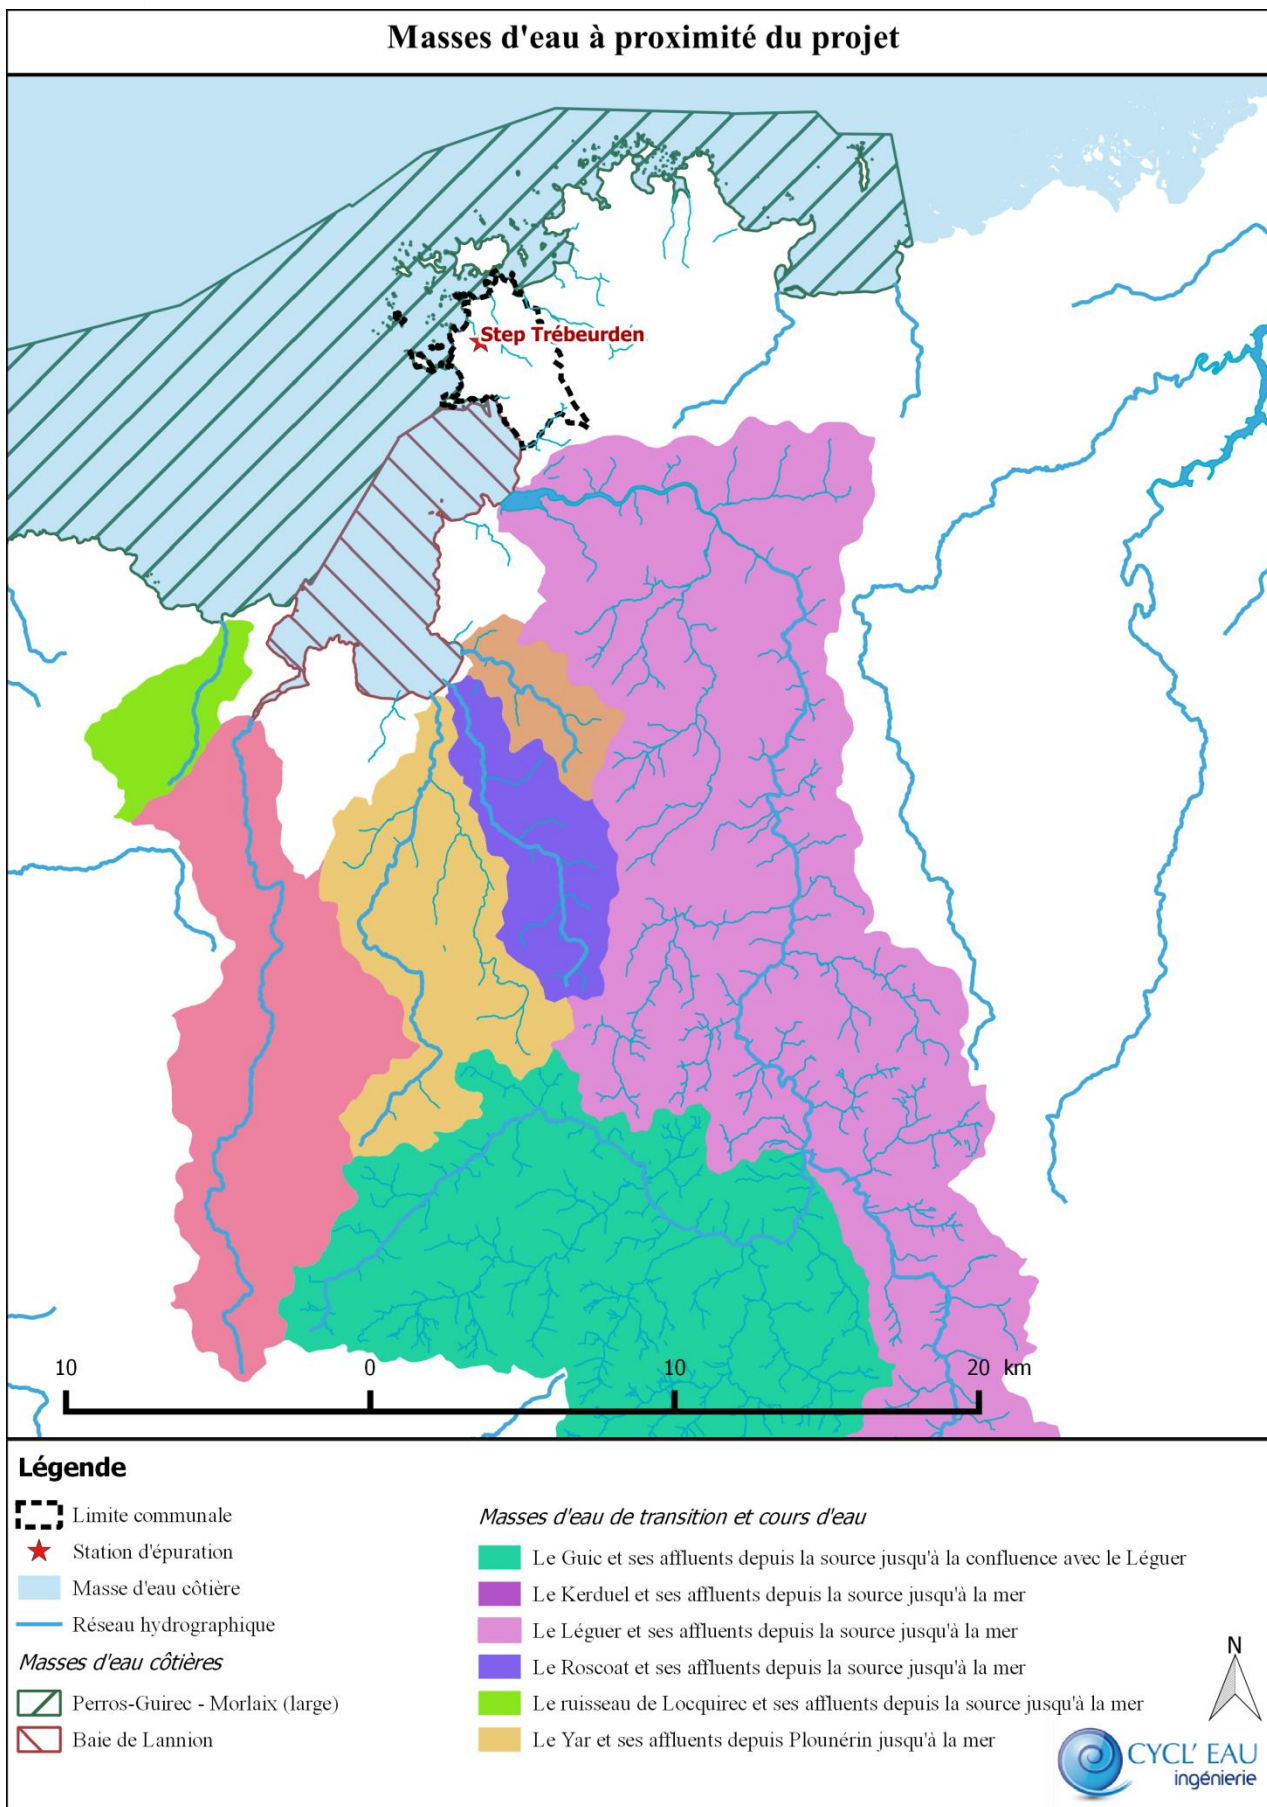 Masses d'eau à proximité du projet
Step Trébeurden
10 0 10 20 km
Légende
Limite communale
Station d'épuration
Masse d'eau côtière
Réseau hydrographique
Masses d'eau côtières
Perros-Guirec - Morlaix (large)
Baie de Lannion
Masses d'eau de transition et cours d'eau
Le Guic et ses affluents depuis la source jusqu'à la confluence avec le Léguer
Le Kerduel et ses affluents depuis la source jusqu'à la mer
Le Léguer et ses affluents depuis la source jusqu'à la mer
Le Roscoat et ses affluents depuis la source jusqu'à la mer
Le ruisseau de Locquirec et ses affluents depuis la source jusqu'à la mer
Le Yar et ses affluents depuis Plounérin jusqu'à la mer
N
CYCL' EAU
ingénierie